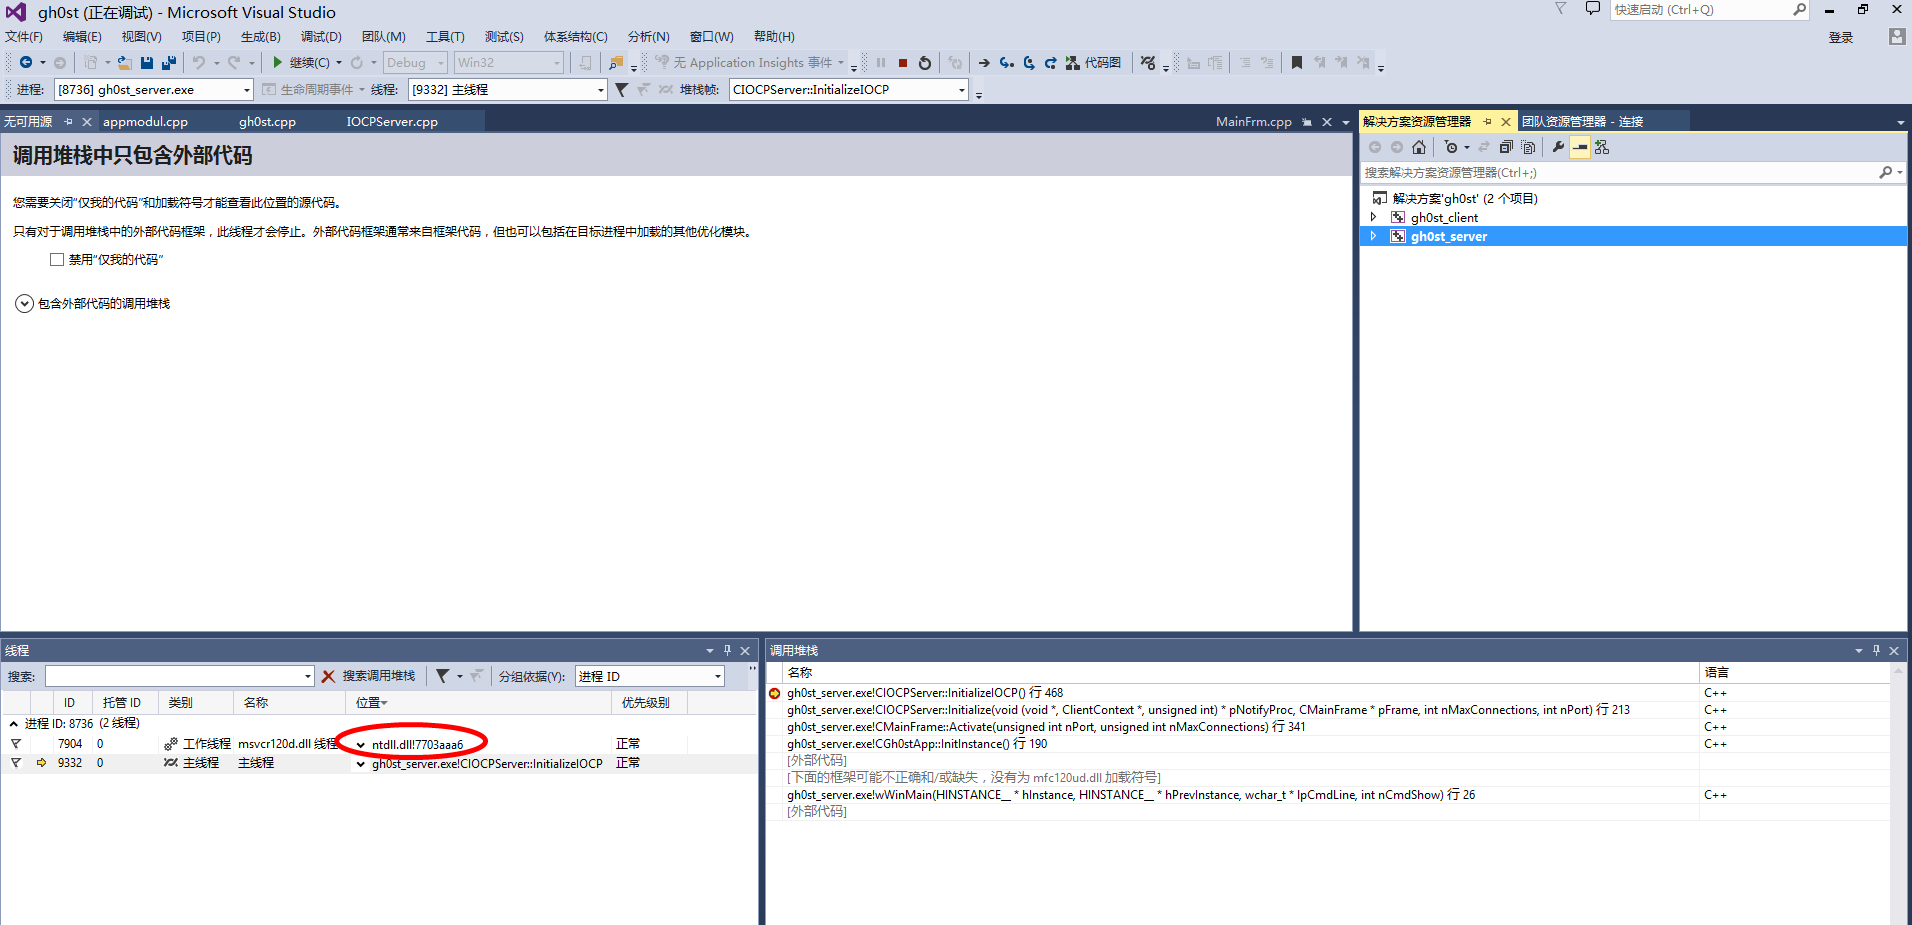 gh0st (正在调试) - Microsoft Visual Studio
快速启动 (Ctrl+Q)
文件(F) 编辑(E) 视图(V) 项目(P) 生成(B) 调试(D) 团队(M) 工具(T) 测试(S) 体系结构(C) 分析(N) 窗口(W) 帮助(H)
登录
继续(C) Debug Win32 无 Application Insights 事件 代码图
进程: [8736] gh0st_server.exe 生命周期事件 线程: [9332] 主线程 堆栈帧: CIOCPServer::InitializeIOCP
无可用源 appmodul.cpp gh0st.cpp IOCPServer.cpp MainFrm.cpp
调用堆栈中只包含外部代码
您需要关闭“仅我的代码”和加载符号才能查看此位置的源代码。
只有对于调用堆栈中的外部代码框架，此线程才会停止。外部代码框架通常来自框架代码，但也可以包括在目标进程中加载的其他优化模块。
禁用“仅我的代码”
包含外部代码的调用堆栈
解决方案资源管理器 团队资源管理器 - 连接
搜索解决方案资源管理器(Ctrl+;)
解决方案'gh0st' (2 个项目)
gh0st_client
gh0st_server
线程
搜索: 搜索调用堆栈 分组依据(Y): 进程 ID
ID 托管 ID 类别 名称 位置 优先级别
进程 ID: 8736 (2 线程)
7904 0 工作线程 msvcr120d.dll 线程 ntdll.dll!7703aaa6 正常
9332 0 主线程 主线程 gh0st_server.exe!CIOCPServer::InitializeIOCP 正常
调用堆栈
名称 语言
gh0st_server.exe!CIOCPServer::InitializeIOCP() 行 468 C++
gh0st_server.exe!CIOCPServer::Initialize(void (void *, ClientContext *, unsigned int) * pNotifyProc, CMainFrame * pFrame, int nMaxConnections, int nPort) 行 213 C++
gh0st_server.exe!CMainFrame::Activate(unsigned int nPort, unsigned int nMaxConnections) 行 341 C++
gh0st_server.exe!CGh0stApp::InitInstance() 行 190 C++
[外部代码]
[下面的框架可能不正确和/或缺失，没有为 mfc120ud.dll 加载符号]
gh0st_server.exe!wWinMain(HINSTANCE__ * hInstance, HINSTANCE__ * hPrevInstance, wchar_t * lpCmdLine, int nCmdShow) 行 26 C++
[外部代码]